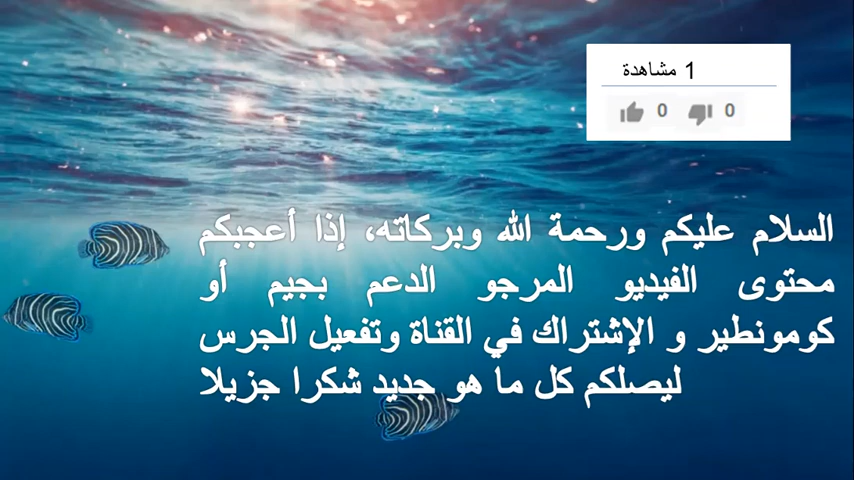 1 مشاهدة
0 0
السلام عليكم ورحمة الله وبركاته، إذا أعجبكم
محتوى الفيديو المرجو الدعم بجيم أو
كومونطير و الإشتراك في القناة وتفعيل الجرس
ليصلكم كل ما هو جديد شكرا جزيلا